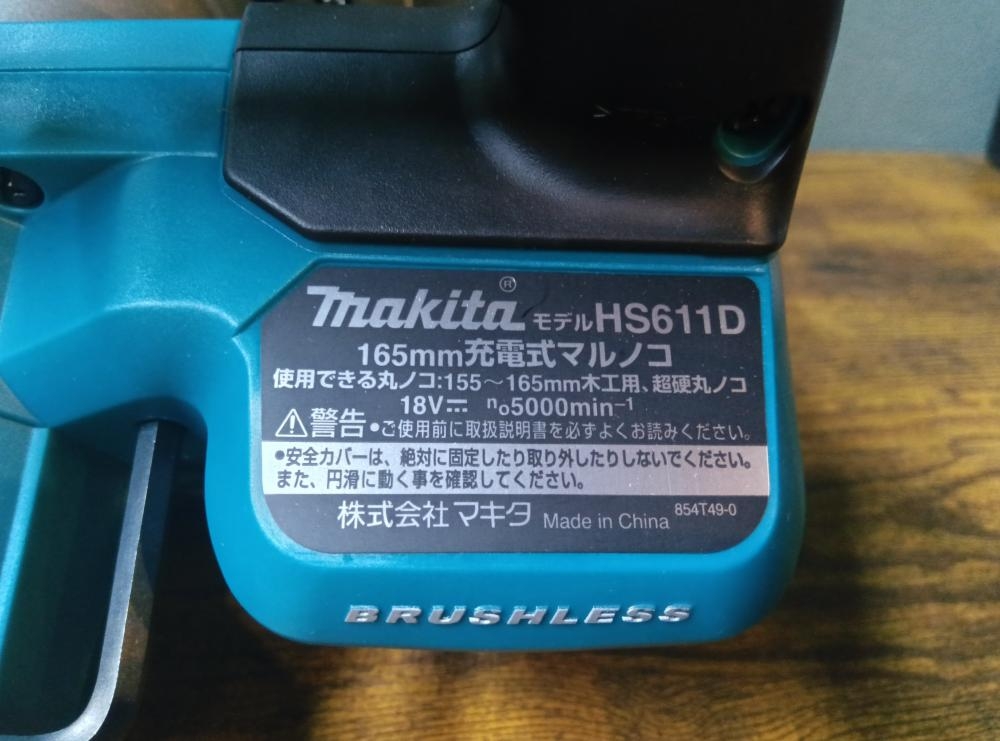 makita® モデルHS611D
165mm充電式マルノコ
使用できる丸ノコ:155～165mm木工用、超硬丸ノコ
18V⎓ n₀5000min⁻¹
⚠警告●ご使用前に取扱説明書を必ずよくお読みください。
●安全カバーは、絶対に固定したり取り外したりしないでください。
また、円滑に動く事を確認してください。
株式会社マキタ Made in China 854T49-0
BRUSHLESS